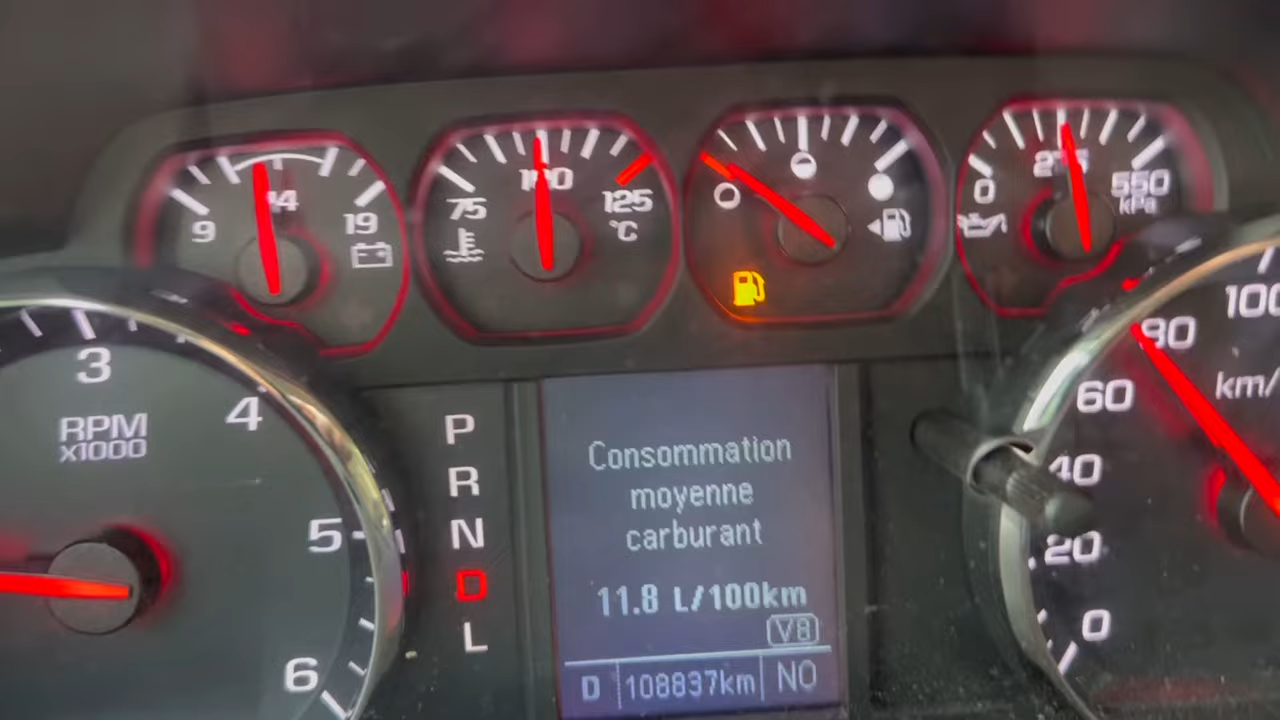 9
14
19
75
100
125
°C
0
275
550
kPa
3
4
5
6
RPM
x1000
P
R
N
D
L
Consommation
moyenne
carburant
11.8 L/100km
V8
D 108837km NO
100
80
60
40
20
0
km/